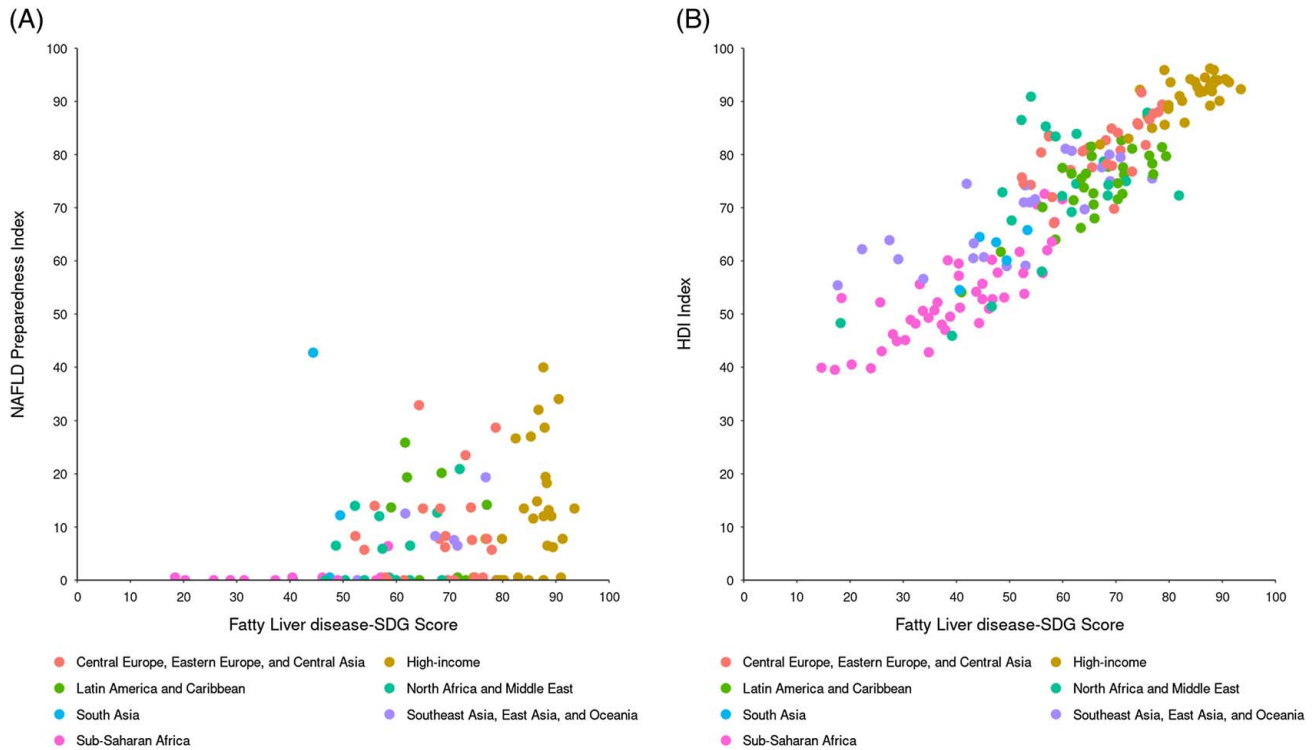 (A)
100
90
80
70
60
50
40
30
20
10
0
NAFLD Preparedness Index
0 10 20 30 40 50 60 70 80 90 100
Fatty Liver disease-SDG Score
Central Europe, Eastern Europe, and Central Asia
High-income
Latin America and Caribbean
North Africa and Middle East
South Asia
Southeast Asia, East Asia, and Oceania
Sub-Saharan Africa
(B)
100
90
80
70
60
50
40
30
20
10
0
HDI Index
0 10 20 30 40 50 60 70 80 90 100
Fatty Liver disease-SDG Score
Central Europe, Eastern Europe, and Central Asia
High-income
Latin America and Caribbean
North Africa and Middle East
South Asia
Southeast Asia, East Asia, and Oceania
Sub-Saharan Africa